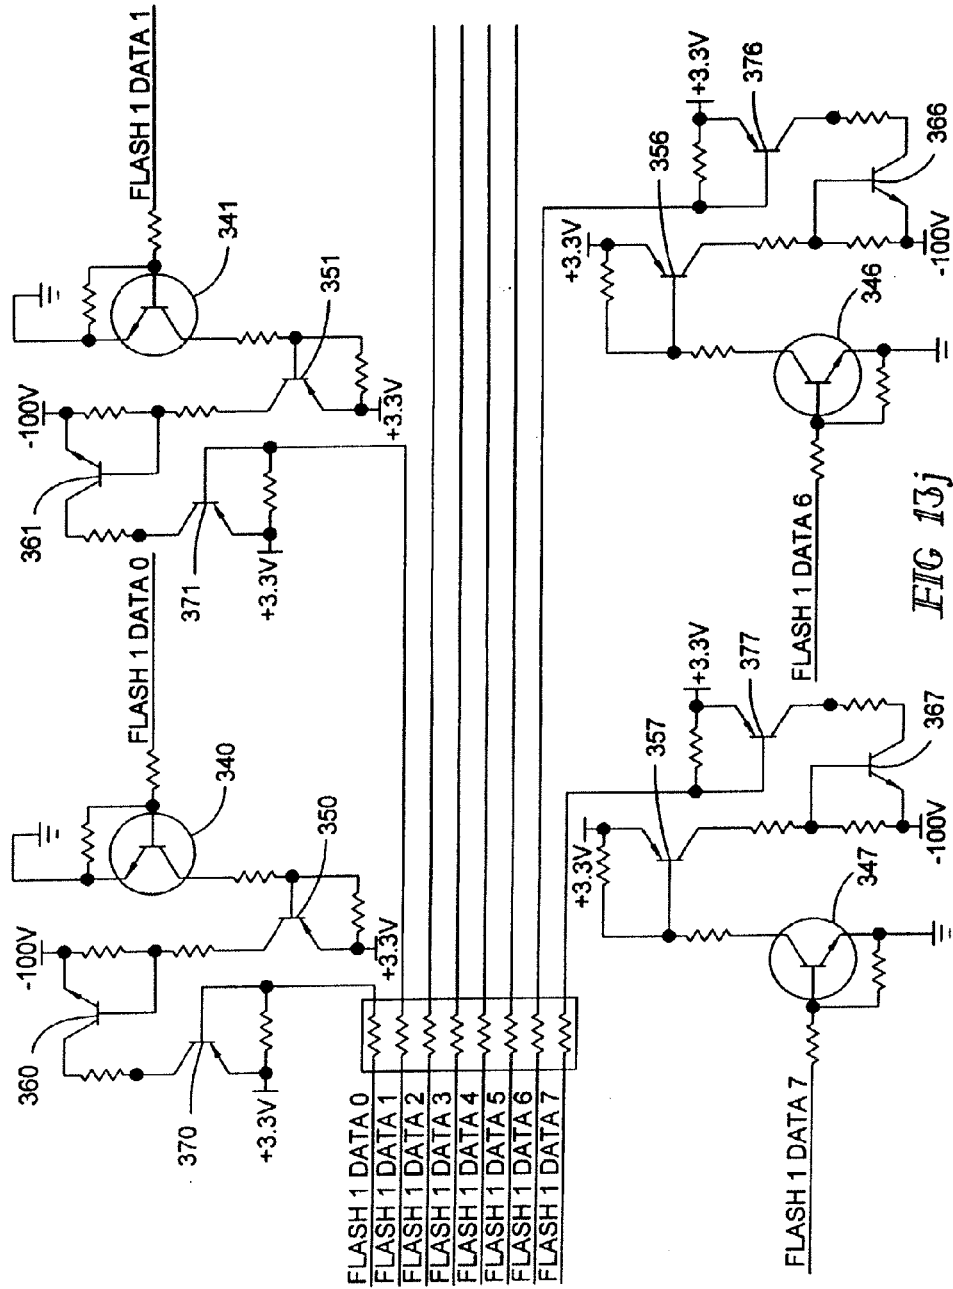 FLASH 1 DATA 1
341
351
-100V
361
371
+3.3V
+3.3V
FLASH 1 DATA 0
340
350
-100V
360
370
+3.3V
+3.3V
FLASH 1 DATA 0
FLASH 1 DATA 1
FLASH 1 DATA 2
FLASH 1 DATA 3
FLASH 1 DATA 4
FLASH 1 DATA 5
FLASH 1 DATA 6
FLASH 1 DATA 7
+3.3V
376
356
+3.3V
366
-100V
346
FLASH 1 DATA 6
+3.3V
377
357
+3.3V
367
-100V
347
FLASH 1 DATA 7
FIG 13j